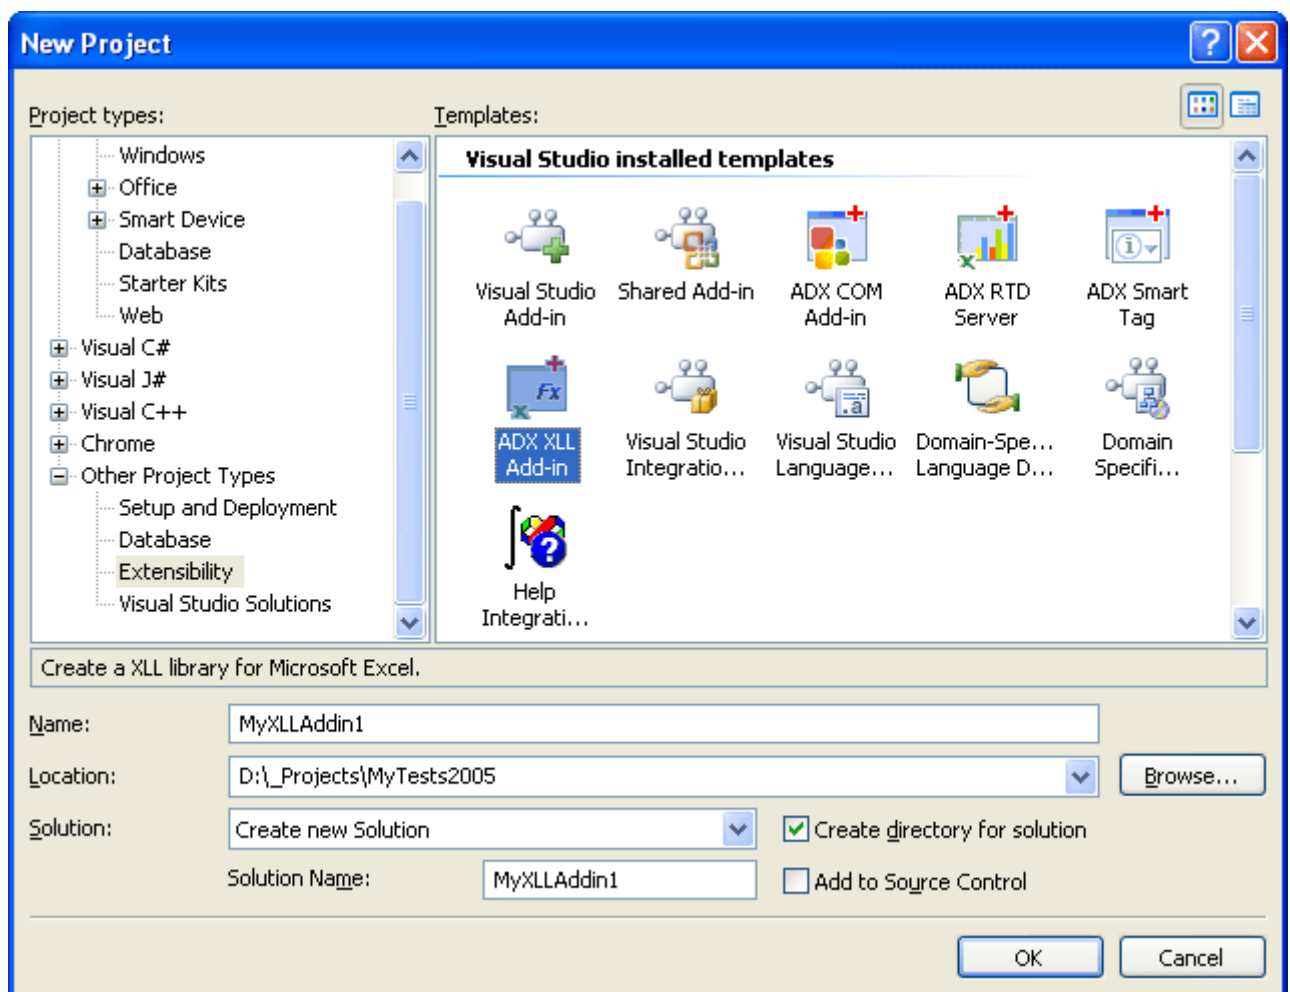 New Project
Project types:
Templates:
Windows
Office
Smart Device
Database
Starter Kits
Web
Visual C#
Visual J#
Visual C++
Chrome
Other Project Types
Setup and Deployment
Database
Extensibility
Visual Studio Solutions
Visual Studio installed templates
Visual Studio
Add-in
Shared Add-in
ADX COM
Add-in
ADX RTD
Server
ADX Smart
Tag
ADX XLL
Add-in
Visual Studio
Integratio...
Visual Studio
Language...
Domain-Spe...
Language D...
Domain
Specifi...
Help
Integrati...
Create a XLL library for Microsoft Excel.
Name:
MyXLLAddin1
Location:
D:\_Projects\MyTests2005
Browse...
Solution:
Create new Solution
Create directory for solution
Solution Name:
MyXLLAddin1
Add to Source Control
OK
Cancel